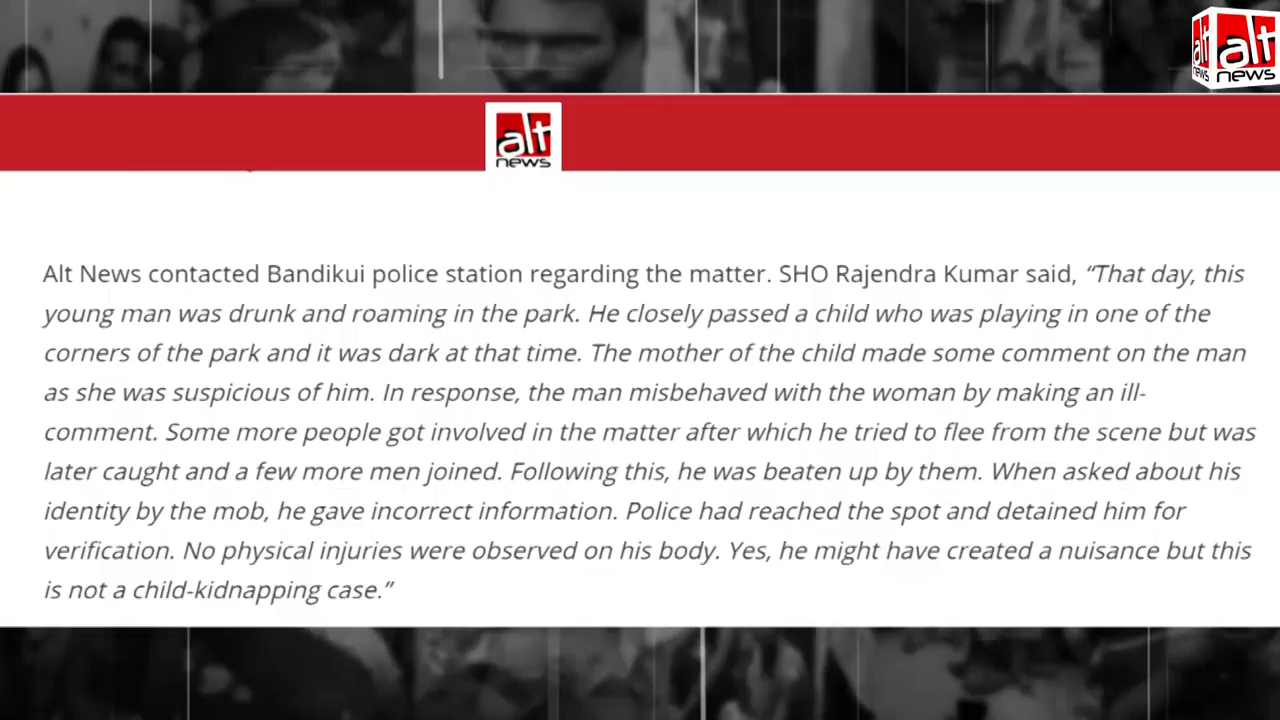 alt
news
alt
news
alt
news
Alt News contacted Bandikui police station regarding the matter. SHO Rajendra Kumar said, “That day, this
young man was drunk and roaming in the park. He closely passed a child who was playing in one of the
corners of the park and it was dark at that time. The mother of the child made some comment on the man
as she was suspicious of him. In response, the man misbehaved with the woman by making an ill-
comment. Some more people got involved in the matter after which he tried to flee from the scene but was
later caught and a few more men joined. Following this, he was beaten up by them. When asked about his
identity by the mob, he gave incorrect information. Police had reached the spot and detained him for
verification. No physical injuries were observed on his body. Yes, he might have created a nuisance but this
is not a child-kidnapping case.”